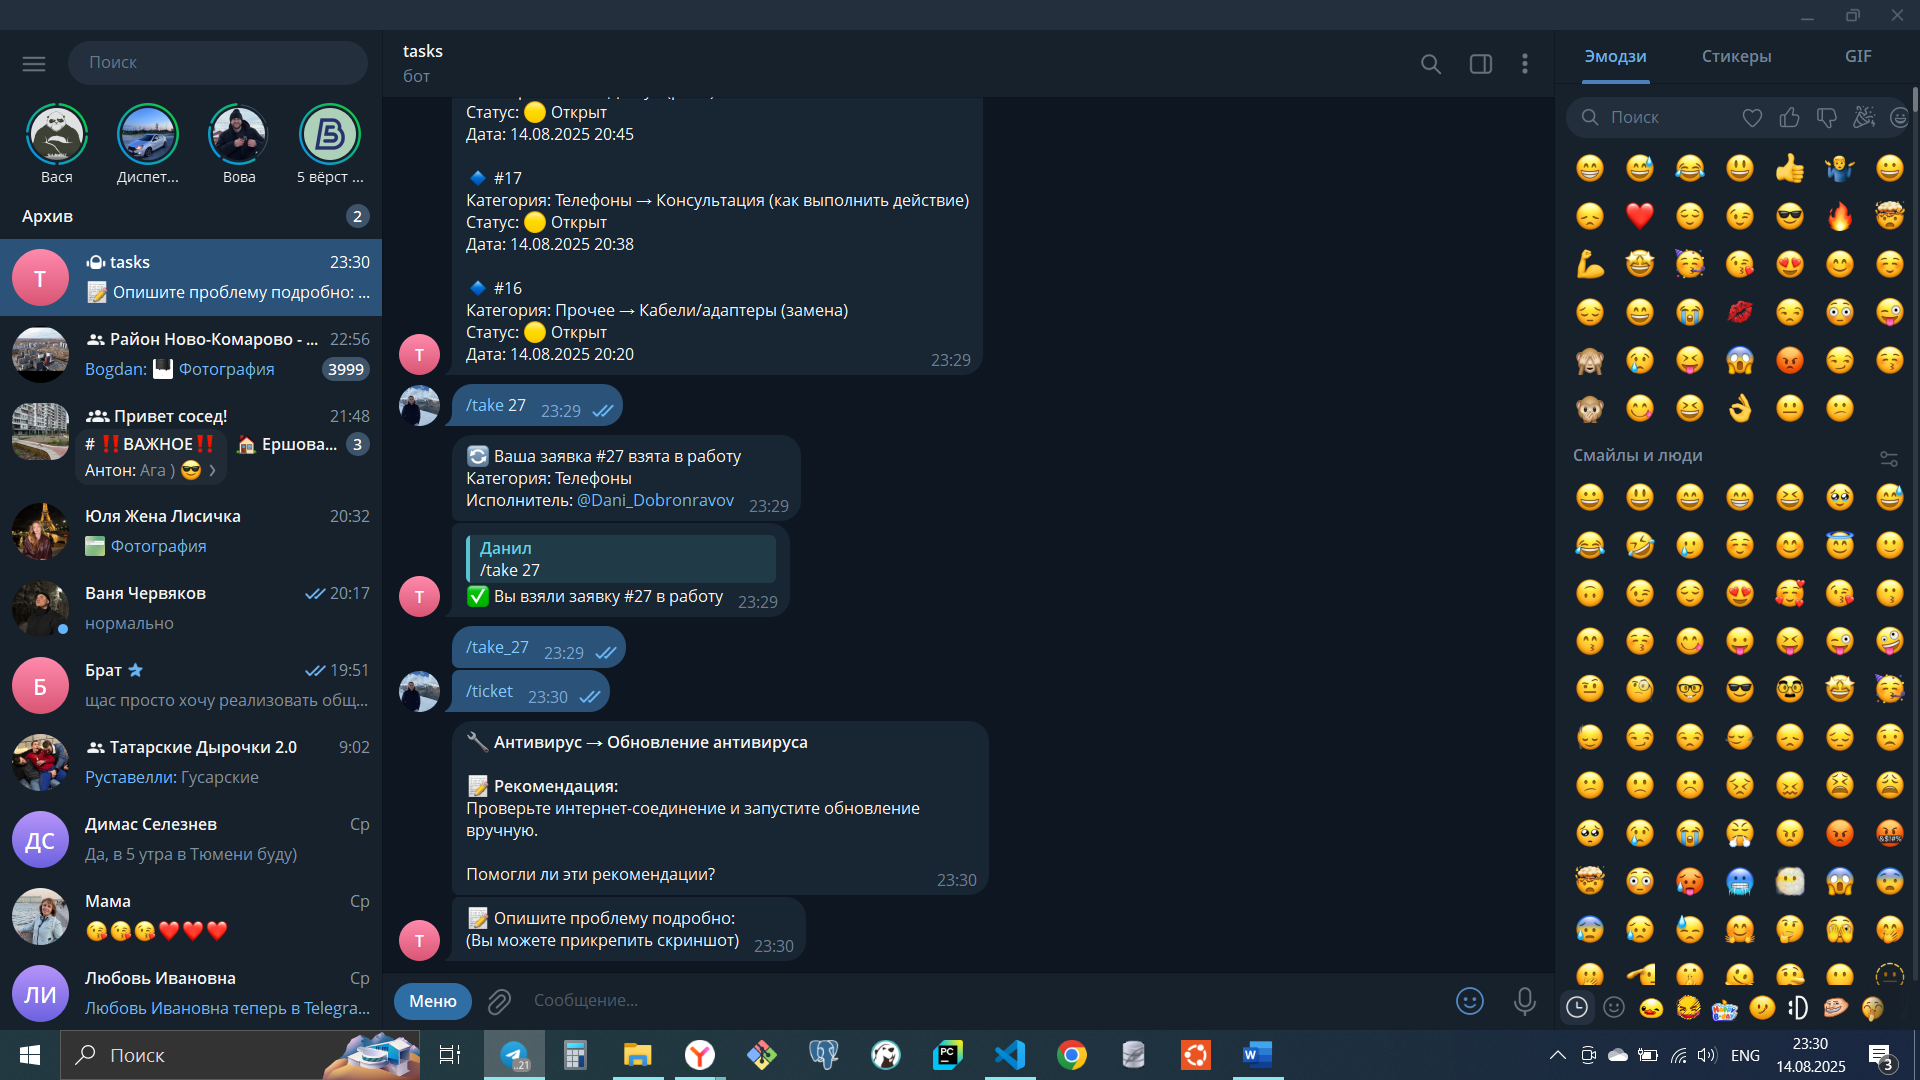 Поиск
Вася
Диспет...
Вова
5 вёрст ...
Архив
2
T
tasks
23:30
Опишите проблему подробно: ...
Район Ново-Комарово - ...
22:56
Bogdan: Фотография
3999
Привет сосед!
21:48
# ‼️ВАЖНОЕ‼️
Ершова...
3
Антон: Ага ) 😎 ›
Юля Жена Лисичка
20:32
Фотография
Ваня Червяков
20:17
нормально
Б
Брат
19:51
щас просто хочу реализовать общ...
Татарские Дырочки 2.0
9:02
Руставелли: Гусарские
ДС
Димас Селезнев
Ср
Да, в 5 утра в Тюмени буду)
Мама
Ср
😘😘😘❤️❤️❤️
ЛИ
Любовь Ивановна
Ср
Любовь Ивановна теперь в Telegra...
tasks
бот
Статус: 🟡 Открыт
Дата: 14.08.2025 20:45
🔷 #17
Категория: Телефоны → Консультация (как выполнить действие)
Статус: 🟡 Открыт
Дата: 14.08.2025 20:38
🔷 #16
Категория: Прочее → Кабели/адаптеры (замена)
Статус: 🟡 Открыт
Дата: 14.08.2025 20:20
23:29
T
/take 27
23:29
🔄 Ваша заявка #27 взята в работу
Категория: Телефоны
Исполнитель: @Dani_Dobronravov
23:29
Данил
/take 27
✅ Вы взяли заявку #27 в работу
23:29
T
/take_27
23:29
/ticket
23:30
🔧 Антивирус → Обновление антивируса
📝 Рекомендация:
Проверьте интернет-соединение и запустите обновление
вручную.
Помогли ли эти рекомендации?
23:30
📝 Опишите проблему подробно:
(Вы можете прикрепить скриншот)
23:30
T
Меню
Сообщение...
Эмодзи
Стикеры
GIF
Поиск
Смайлы и люди
Поиск
..21
PC
W
ENG
23:30
14.08.2025
3